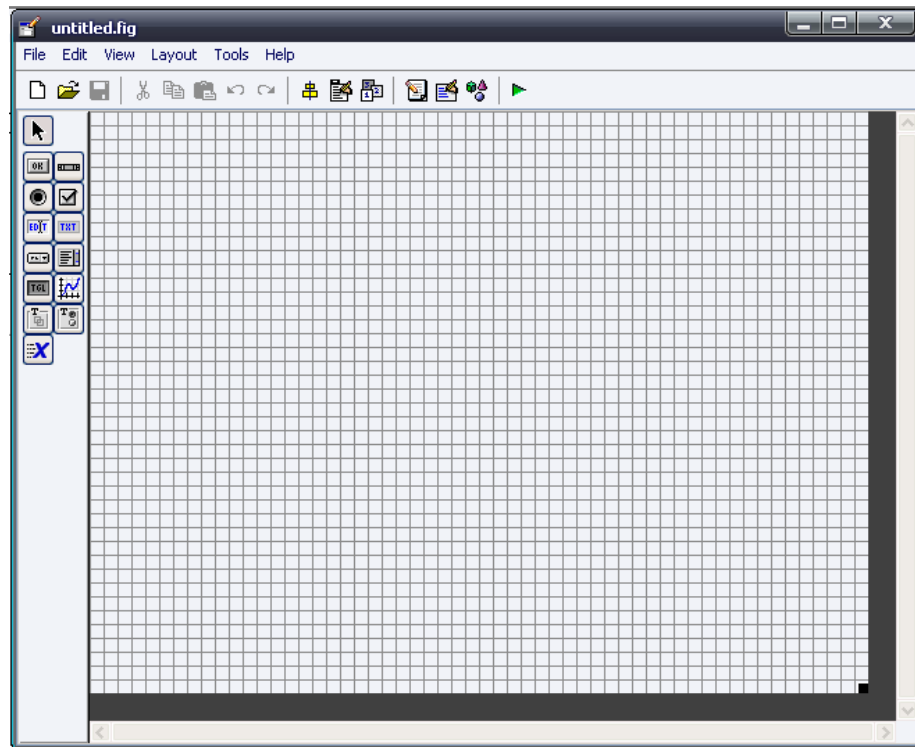 untitled.fig
File Edit View Layout Tools Help
OK
EDIT TXT
TGL
T T
X